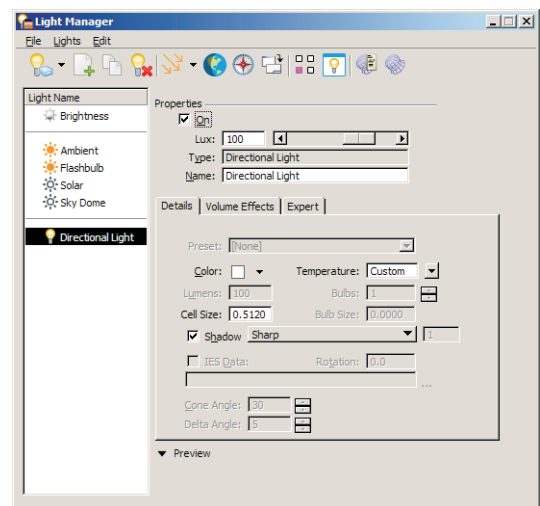 Light Manager
File Lights Edit
Light Name
Brightness
Ambient
Flashbulb
Solar
Sky Dome
Directional Light
Properties
On
Lux: 100
Type: Directional Light
Name: Directional Light
Details Volume Effects Expert
Preset: [None]
Color: Temperature: Custom
Lumens: 100 Bulbs: 1
Cell Size: 0.5120 Bulb Size: 0.0000
Shadow Sharp 1
IES Data: Rotation: 0.0
...
Cone Angle: 30
Delta Angle: 5
Preview